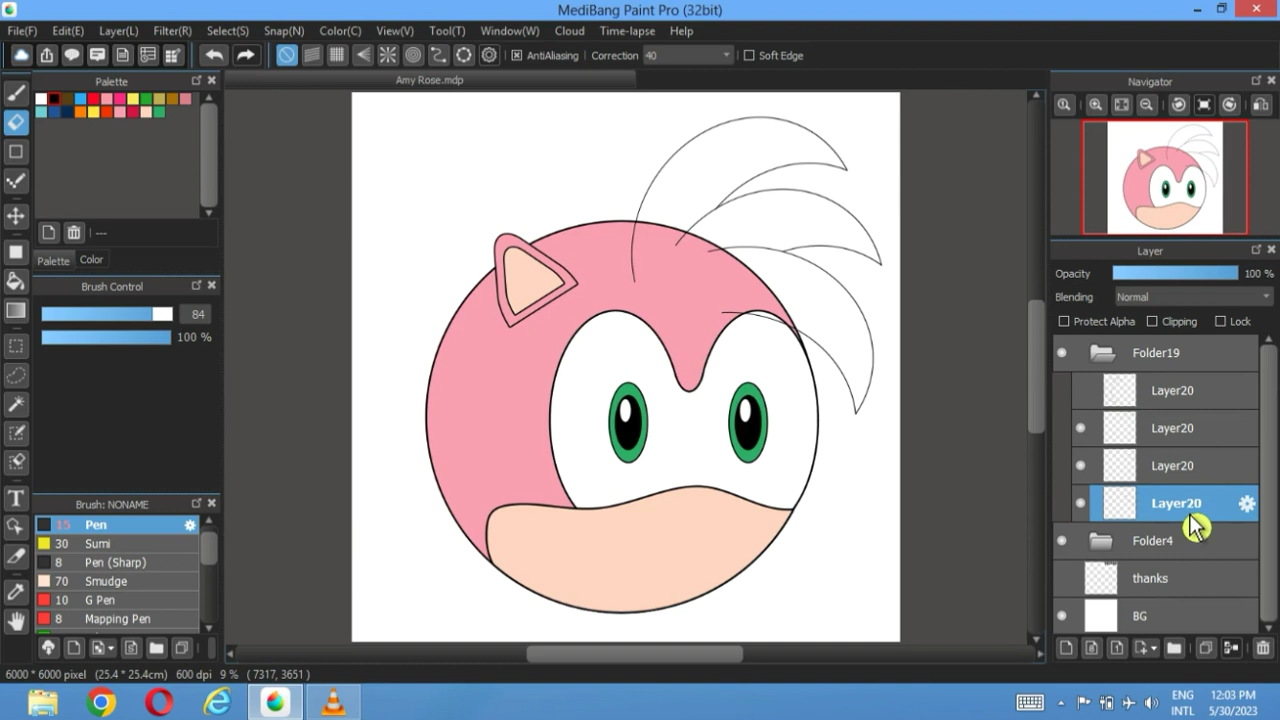 MediBang Paint Pro (32bit)
File(F) Edit(E) Layer(L) Filter(R) Select(S) Snap(N) Color(C) View(V) Tool(T) Window(W) Cloud Time-lapse Help
AntiAliasing Correction 40 Soft Edge
Palette
Amy Rose.mdp
Navigator
---
Palette Color
Brush Control
84
100 %
Brush: NONAME
15 Pen
30 Sumi
8 Pen (Sharp)
70 Smudge
10 G Pen
8 Mapping Pen
Layer
Opacity 100 %
Blending Normal
Protect Alpha Clipping Lock
Folder19
Layer20
Layer20
Layer20
Layer20
Folder4
thanks
BG
6000 * 6000 pixel (25.4 * 25.4cm) 600 dpi 9 % ( 7317, 3651 )
ENG
INTL
12:03 PM
5/30/2023